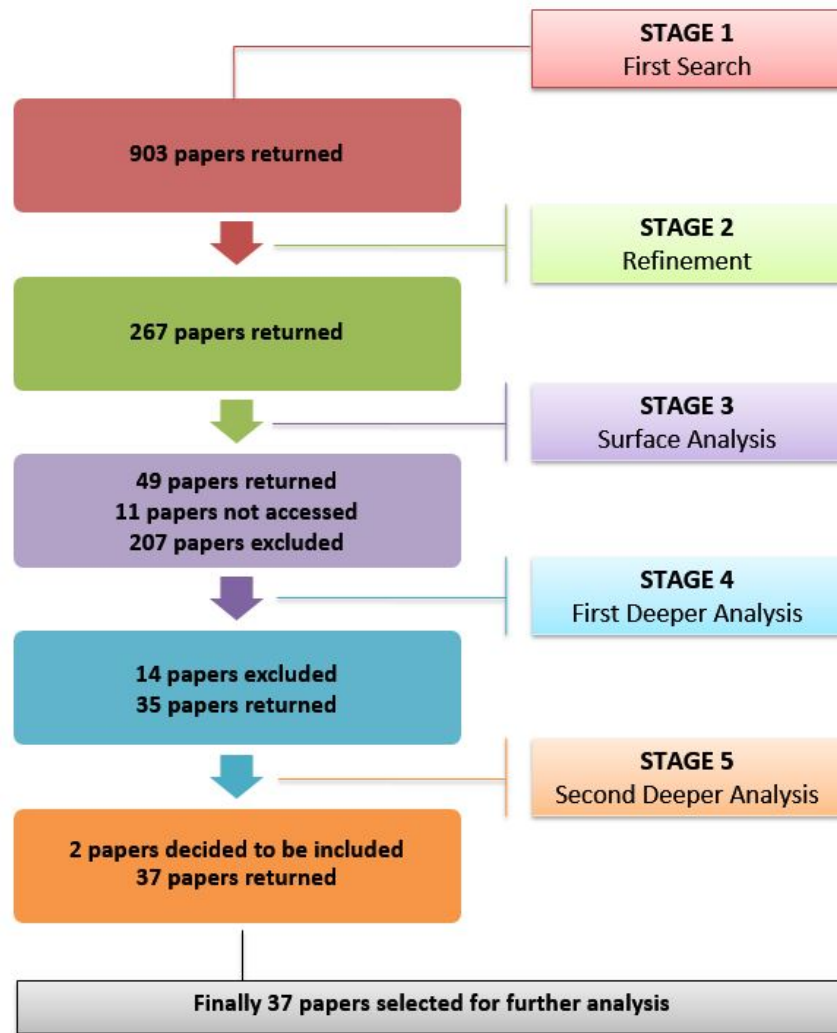 STAGE 1
First Search
903 papers returned
STAGE 2
Refinement
267 papers returned
STAGE 3
Surface Analysis
49 papers returned
11 papers not accessed
207 papers excluded
STAGE 4
First Deeper Analysis
14 papers excluded
35 papers returned
STAGE 5
Second Deeper Analysis
2 papers decided to be included
37 papers returned
Finally 37 papers selected for further analysis